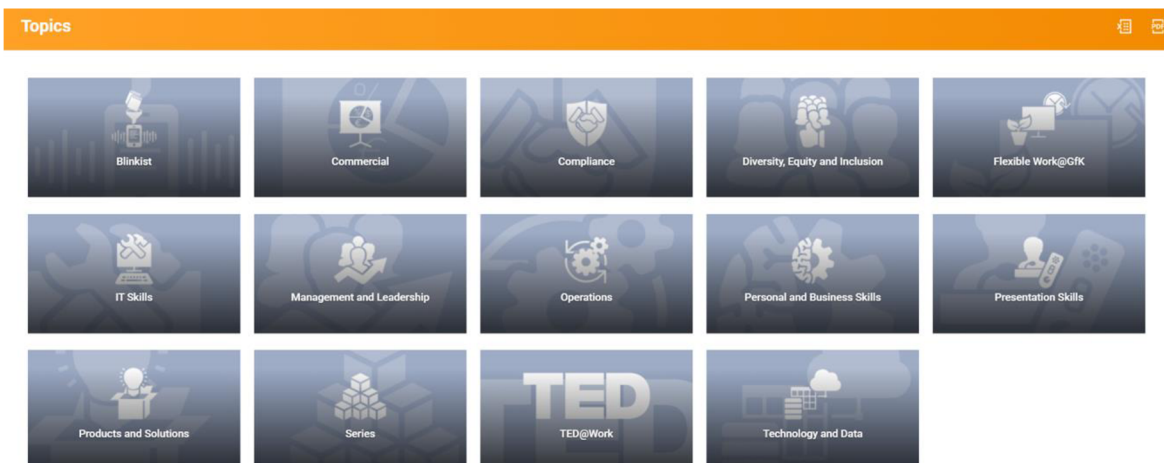 Topics
PDF
%
Blinkist
Commercial
Compliance
Diversity, Equity and Inclusion
Flexible Work@GfK
IT Skills
Management and Leadership
Operations
Personal and Business Skills
Presentation Skills
Products and Solutions
Series
TED
TED@Work
Technology and Data